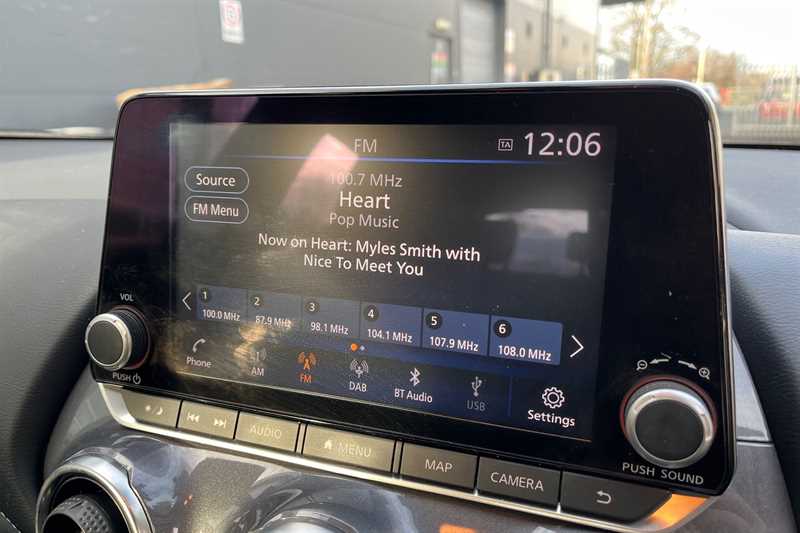 FM
TA
12:06
Source
100.7 MHz
Heart
FM Menu
Pop Music
Now on Heart: Myles Smith with
Nice To Meet You
1
100.0 MHz
2
87.9 MHz
3
98.1 MHz
4
104.1 MHz
5
107.9 MHz
6
108.0 MHz
Phone
AM
FM
DAB
BT Audio
USB
Settings
VOL
PUSH
AUDIO
MENU
MAP
CAMERA
PUSH SOUND